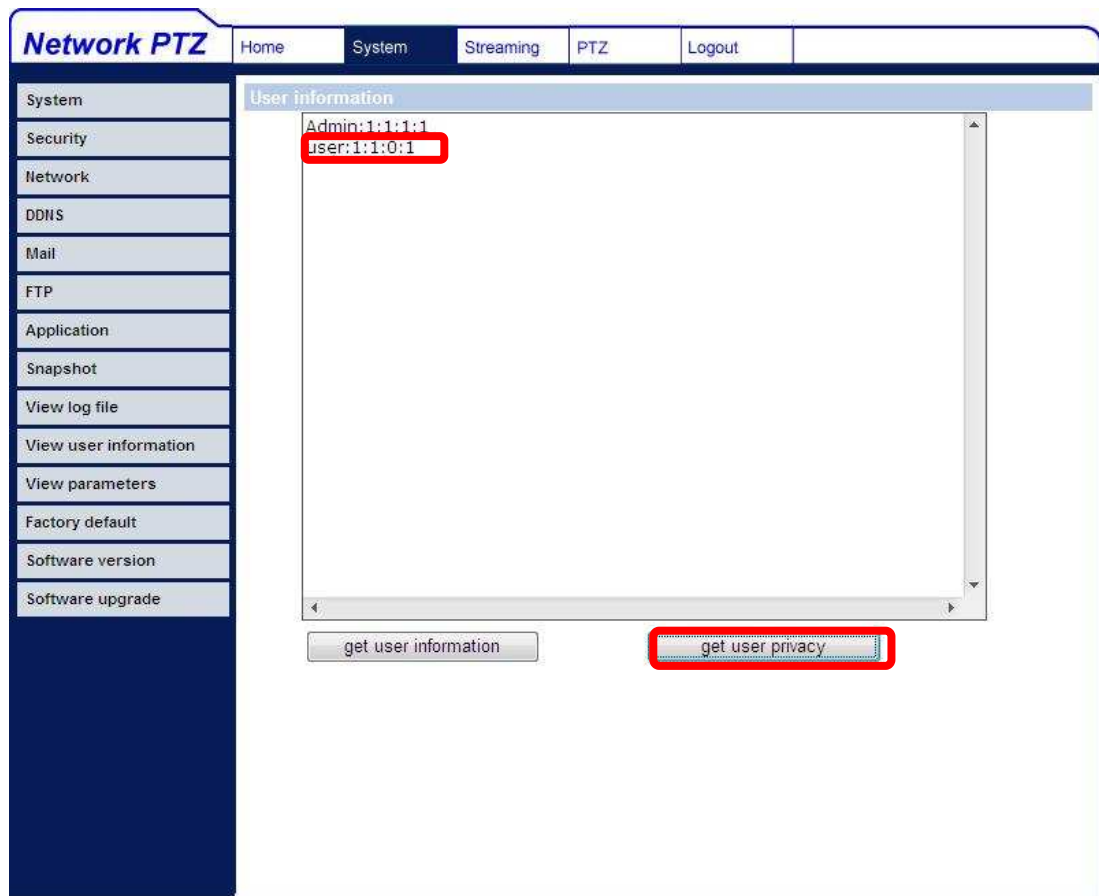 Network PTZ
Home System Streaming PTZ Logout
System
Security
Network
DDNS
Mail
FTP
Application
Snapshot
View log file
View user information
View parameters
Factory default
Software version
Software upgrade
User information
Admin:1:1:1:1
user:1:1:0:1
get user information get user privacy